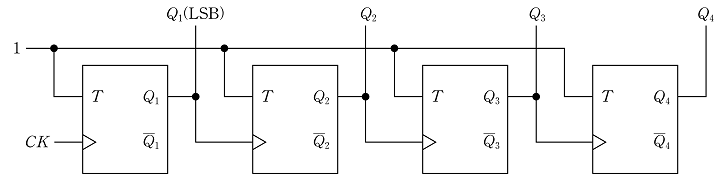 Q₁(LSB) Q₂ Q₃ Q₄
1
T Q₁ T Q₂ T Q₃ T Q₄
CK Q̅₁ Q̅₂ Q̅₃ Q̅₄